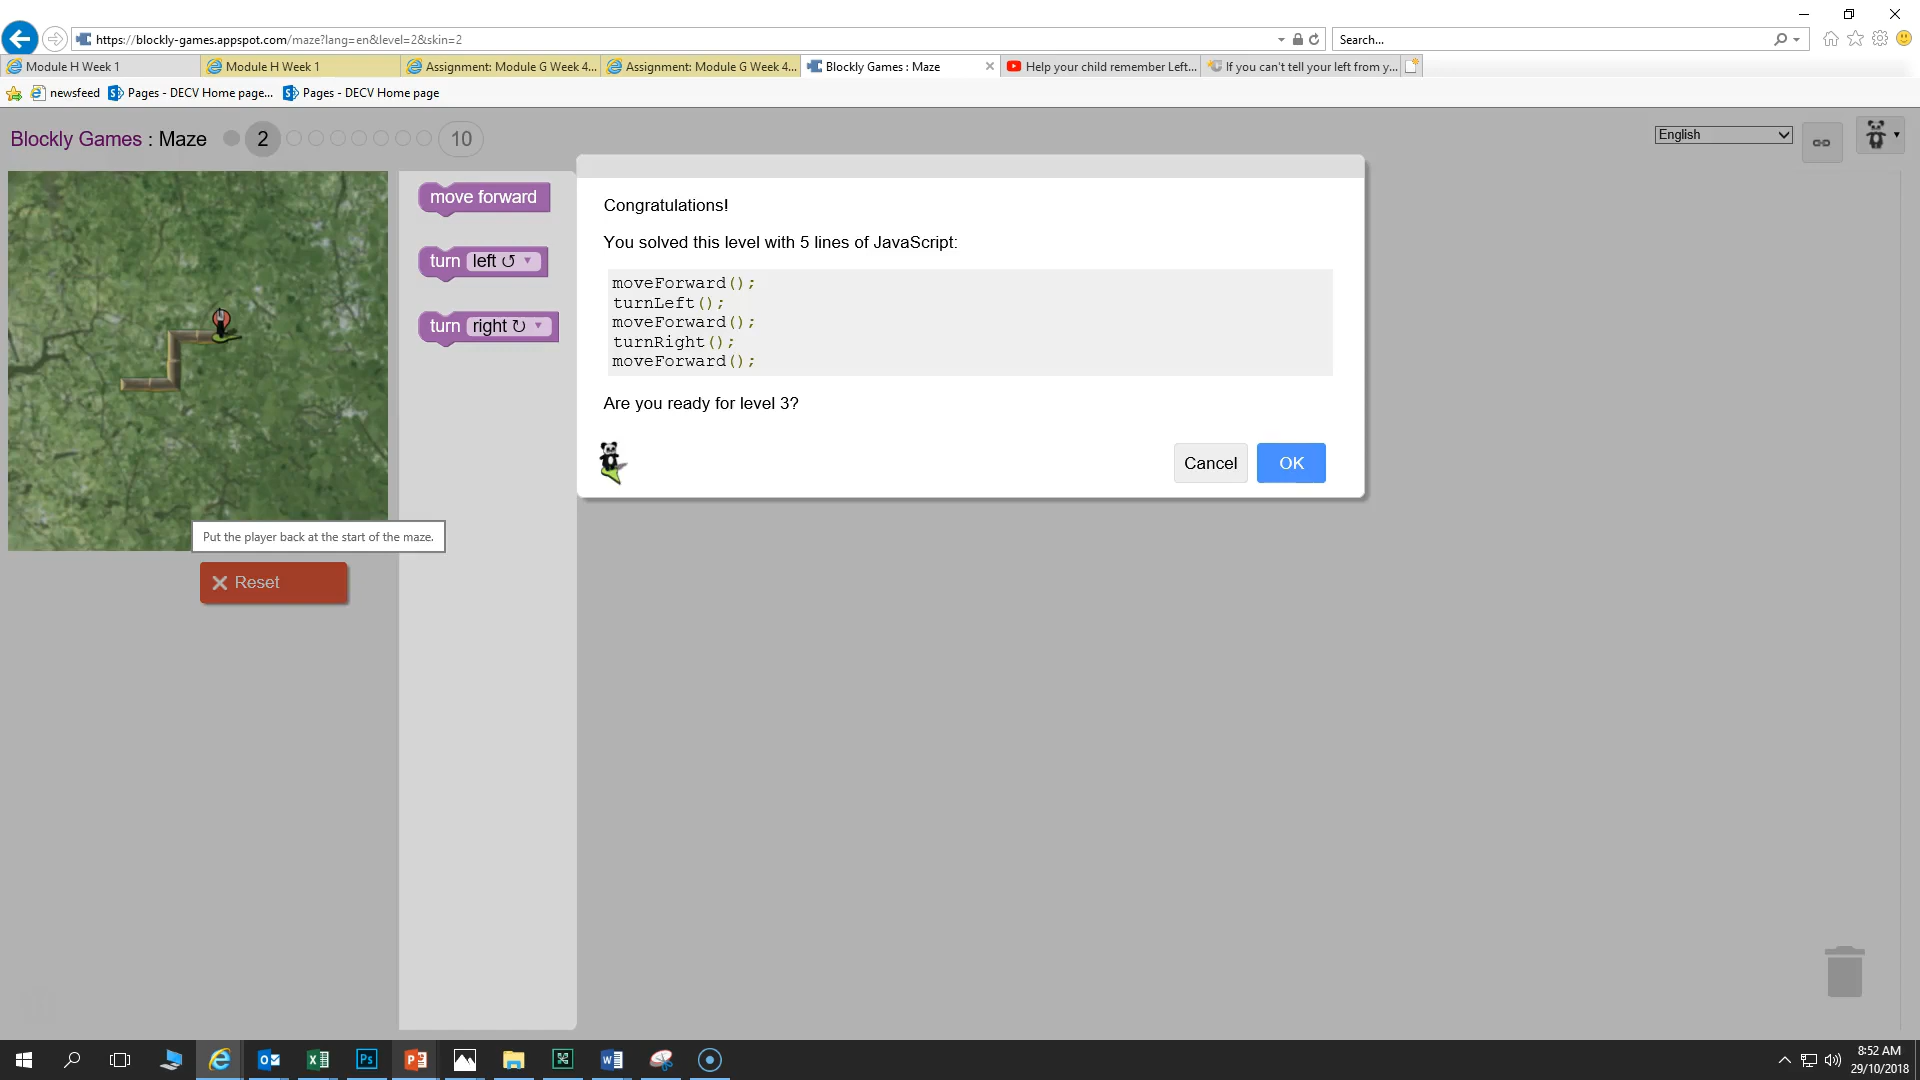 https://blockly-games.appspot.com/maze?lang=en&level=2&skin=2
Search...
Module H Week 1
Module H Week 1
Assignment: Module G Week 4...
Assignment: Module G Week 4...
Blockly Games : Maze
Help your child remember Left...
If you can't tell your left from y...
newsfeed
Pages - DECV Home page...
Pages - DECV Home page
Blockly Games : Maze
2
10
English
move forward
turn left ↺ ▼
turn right ↻ ▼
Congratulations!
You solved this level with 5 lines of JavaScript:
moveForward();
turnLeft();
moveForward();
turnRight();
moveForward();
Are you ready for level 3?
Cancel
OK
Put the player back at the start of the maze.
Reset
8:52 AM
29/10/2018